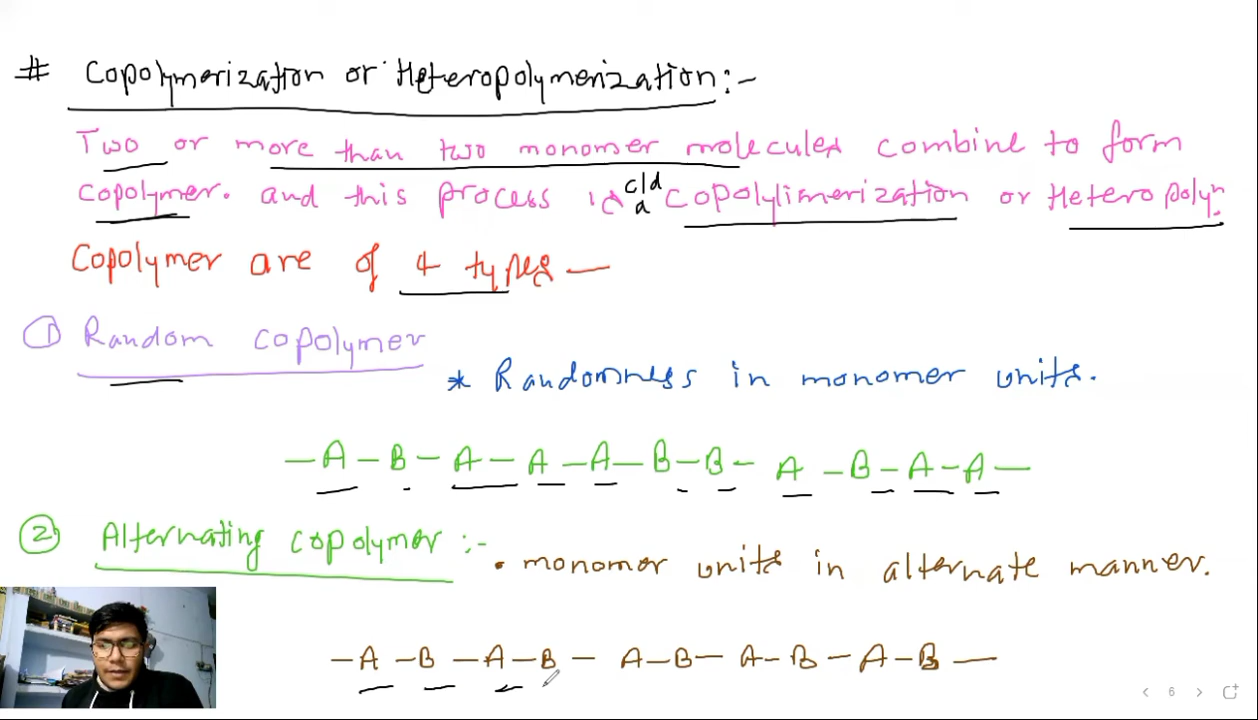 # Copolymerization or Heteropolymerization :-
Two or more than two monomer molecules combine to form
copolymer. and this process is c/d a copolylimerization or Heteropolyn.
Copolymer are of 4 types —
① Random copolymer
* Randomness in monomer units.
— A — B — A — A — A — B — B — A — B — A — A —
② Alternating copolymer :-
• monomer units in alternate manner.
— A — B — A — B — A — B — A — B — A — B —
6